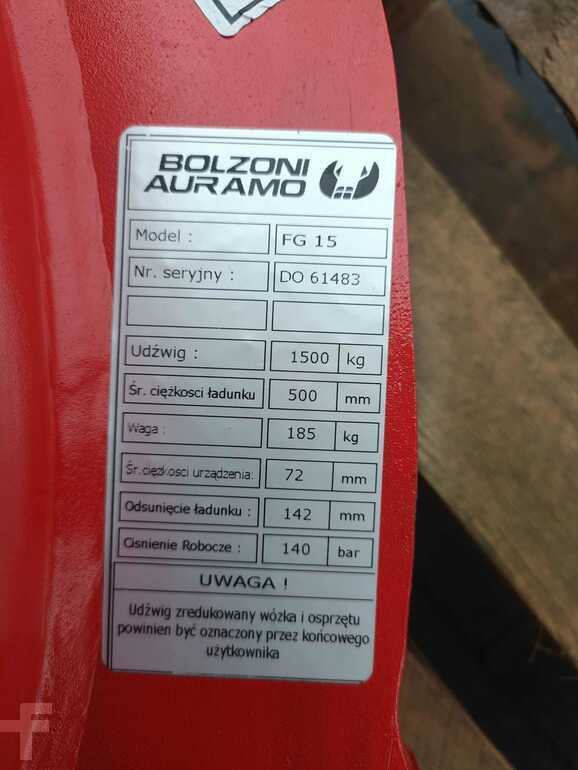 BOLZONI
AURAMO
Model : FG 15
Nr. seryjny : DO 61483
Udźwig : 1500 kg
Śr. ciężkosci ładunku 500 mm
Waga : 185 kg
Śr.ciężkosci urządzenia: 72 mm
Odsunięcie ładunku : 142 mm
Cisnienie Robocze : 140 bar
UWAGA !
Udźwig zredukowany wózka i osprzętu
powinien być oznaczony przez końcowego
użytkownika
F